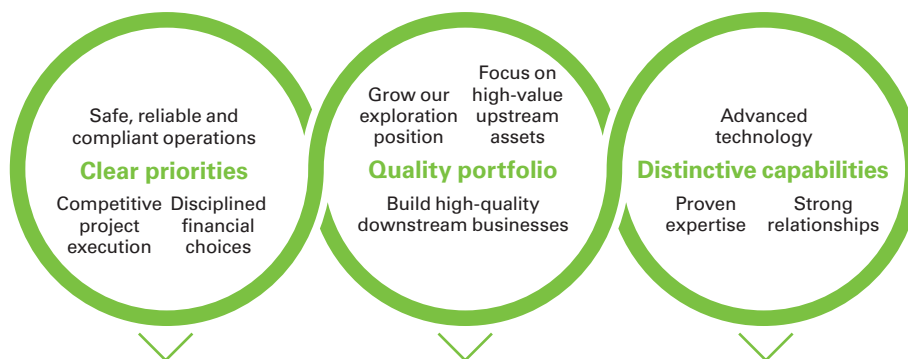 Safe, reliable and
compliant operations
Clear priorities
Competitive
project
execution
Disciplined
financial
choices
Grow our
exploration
position
Focus on
high-value
upstream
assets
Quality portfolio
Build high-quality
downstream businesses
Advanced
technology
Distinctive capabilities
Proven
expertise
Strong
relationships